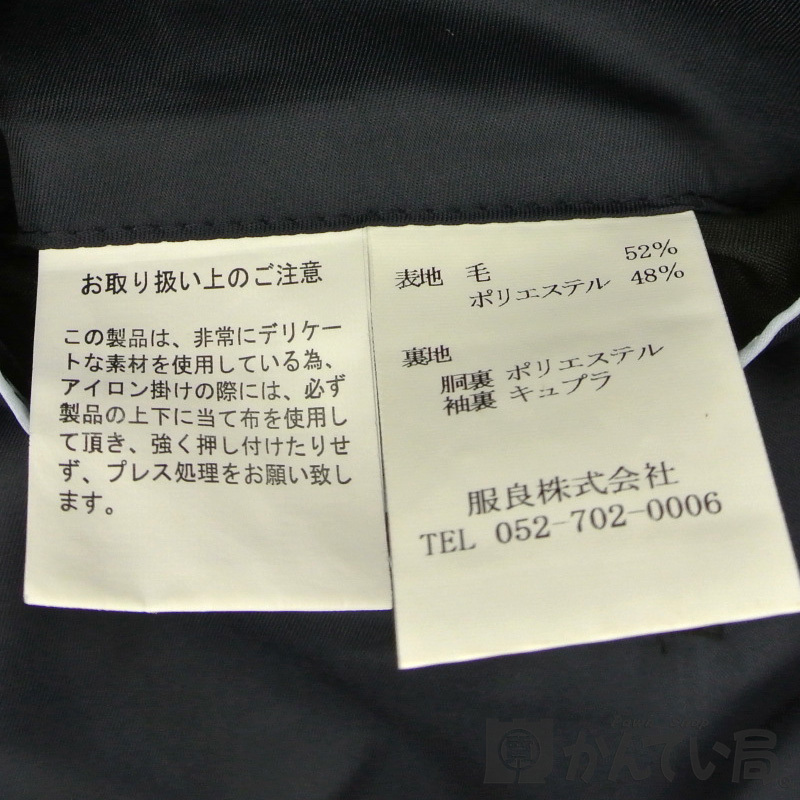 お取り扱い上のご注意
この製品は、非常にデリケー
トな素材を使用している為、
アイロン掛けの際には、必ず
製品の上下に当て布を使用し
て頂き、強く押し付けたりせ
ず、プレス処理をお願い致し
ます。
表地 毛 52%
ポリエステル 48%
裏地
胴裏 ポリエステル
袖裏 キュプラ
服良株式会社
TEL 052-702-0006
かんてい局